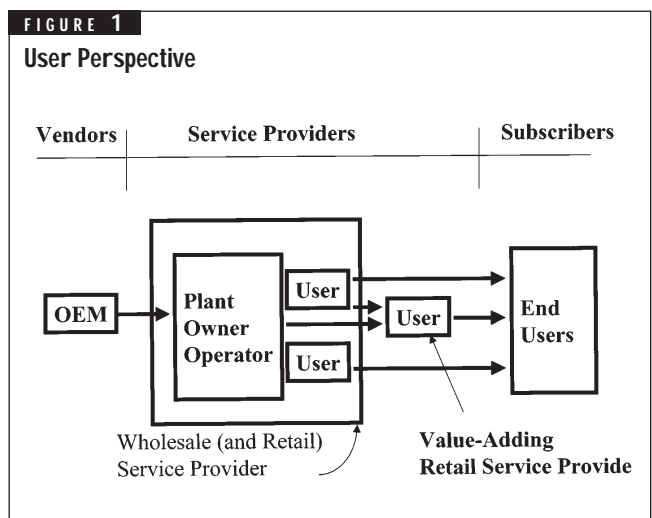 FIGURE 1
User Perspective
Vendors Service Providers Subscribers
OEM
Plant
Owner
Operator
User
User
User
End
Users
Wholesale (and Retail)
Service Provider
Value-Adding
Retail Service Provide